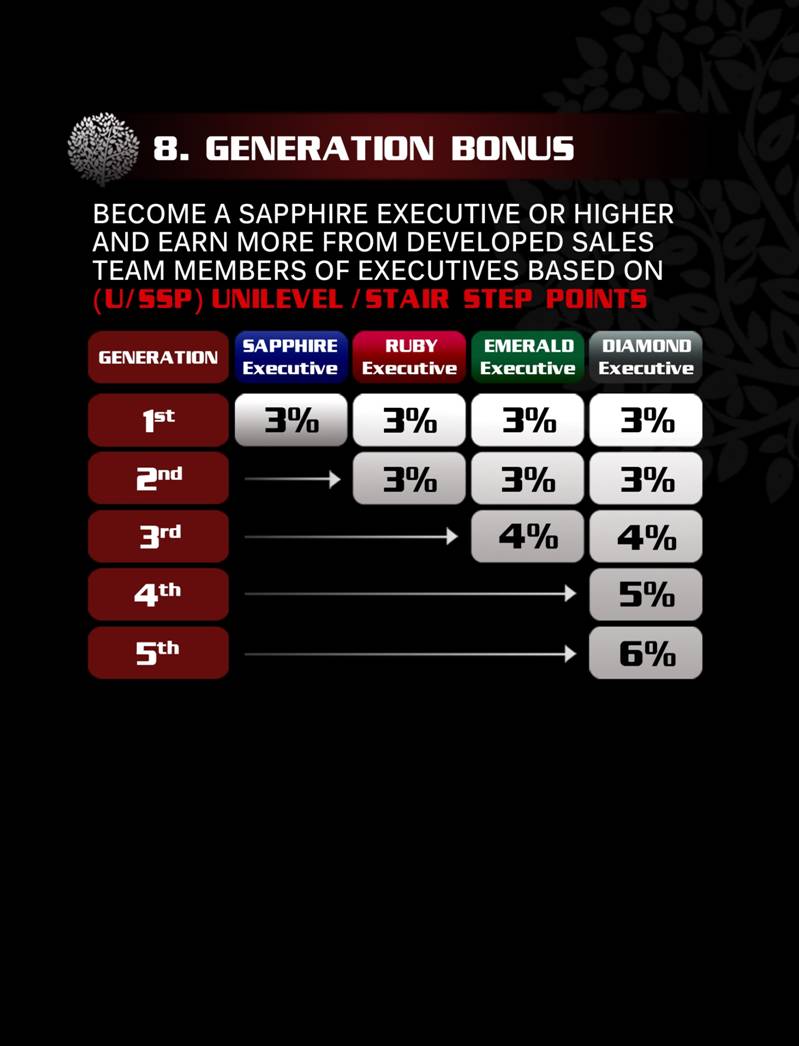 8. GENERATION BONUS
BECOME A SAPPHIRE EXECUTIVE OR HIGHER
AND EARN MORE FROM DEVELOPED SALES
TEAM MEMBERS OF EXECUTIVES BASED ON
(U/SSP) UNILEVEL / STAIR STEP POINTS
GENERATION SAPPHIRE Executive RUBY Executive EMERALD Executive DIAMOND Executive
1st 3% 3% 3% 3%
2nd 3% 3% 3%
3rd 4% 4%
4th 5%
5th 6%